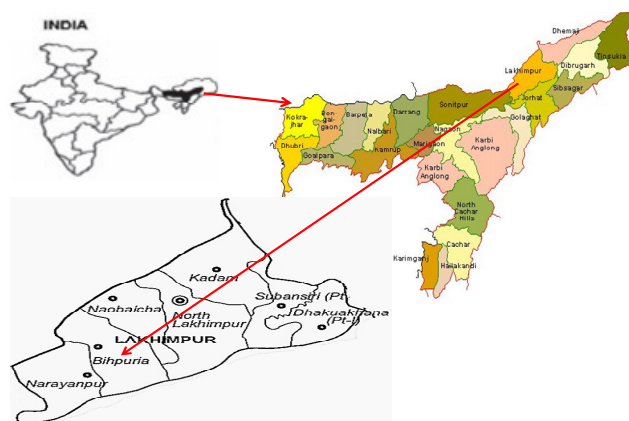 INDIA
Dhemaji
Tinsukia
Lakhimpur
Dibrugarh
Sibsagar
Jorhat
Golaghat
Sonitpur
Darrang
Kokra-
jhar
Bon
gai-
gaon
Barpeta
Nalbari
Dhubri
Goalpara
Kamrup
Marigaon
Nagaon
Karbi
Anglong
Karbi
Anglong
North
Cachar
Hills
Cachar
Karimganj
Hailakandi
Kadam
Subansiri (Pt
Naobaicha
North
Lakhimpur
Dhakuakhana
(Pt-I)
LAKHIMPUR
Bihpuria
Narayanpur